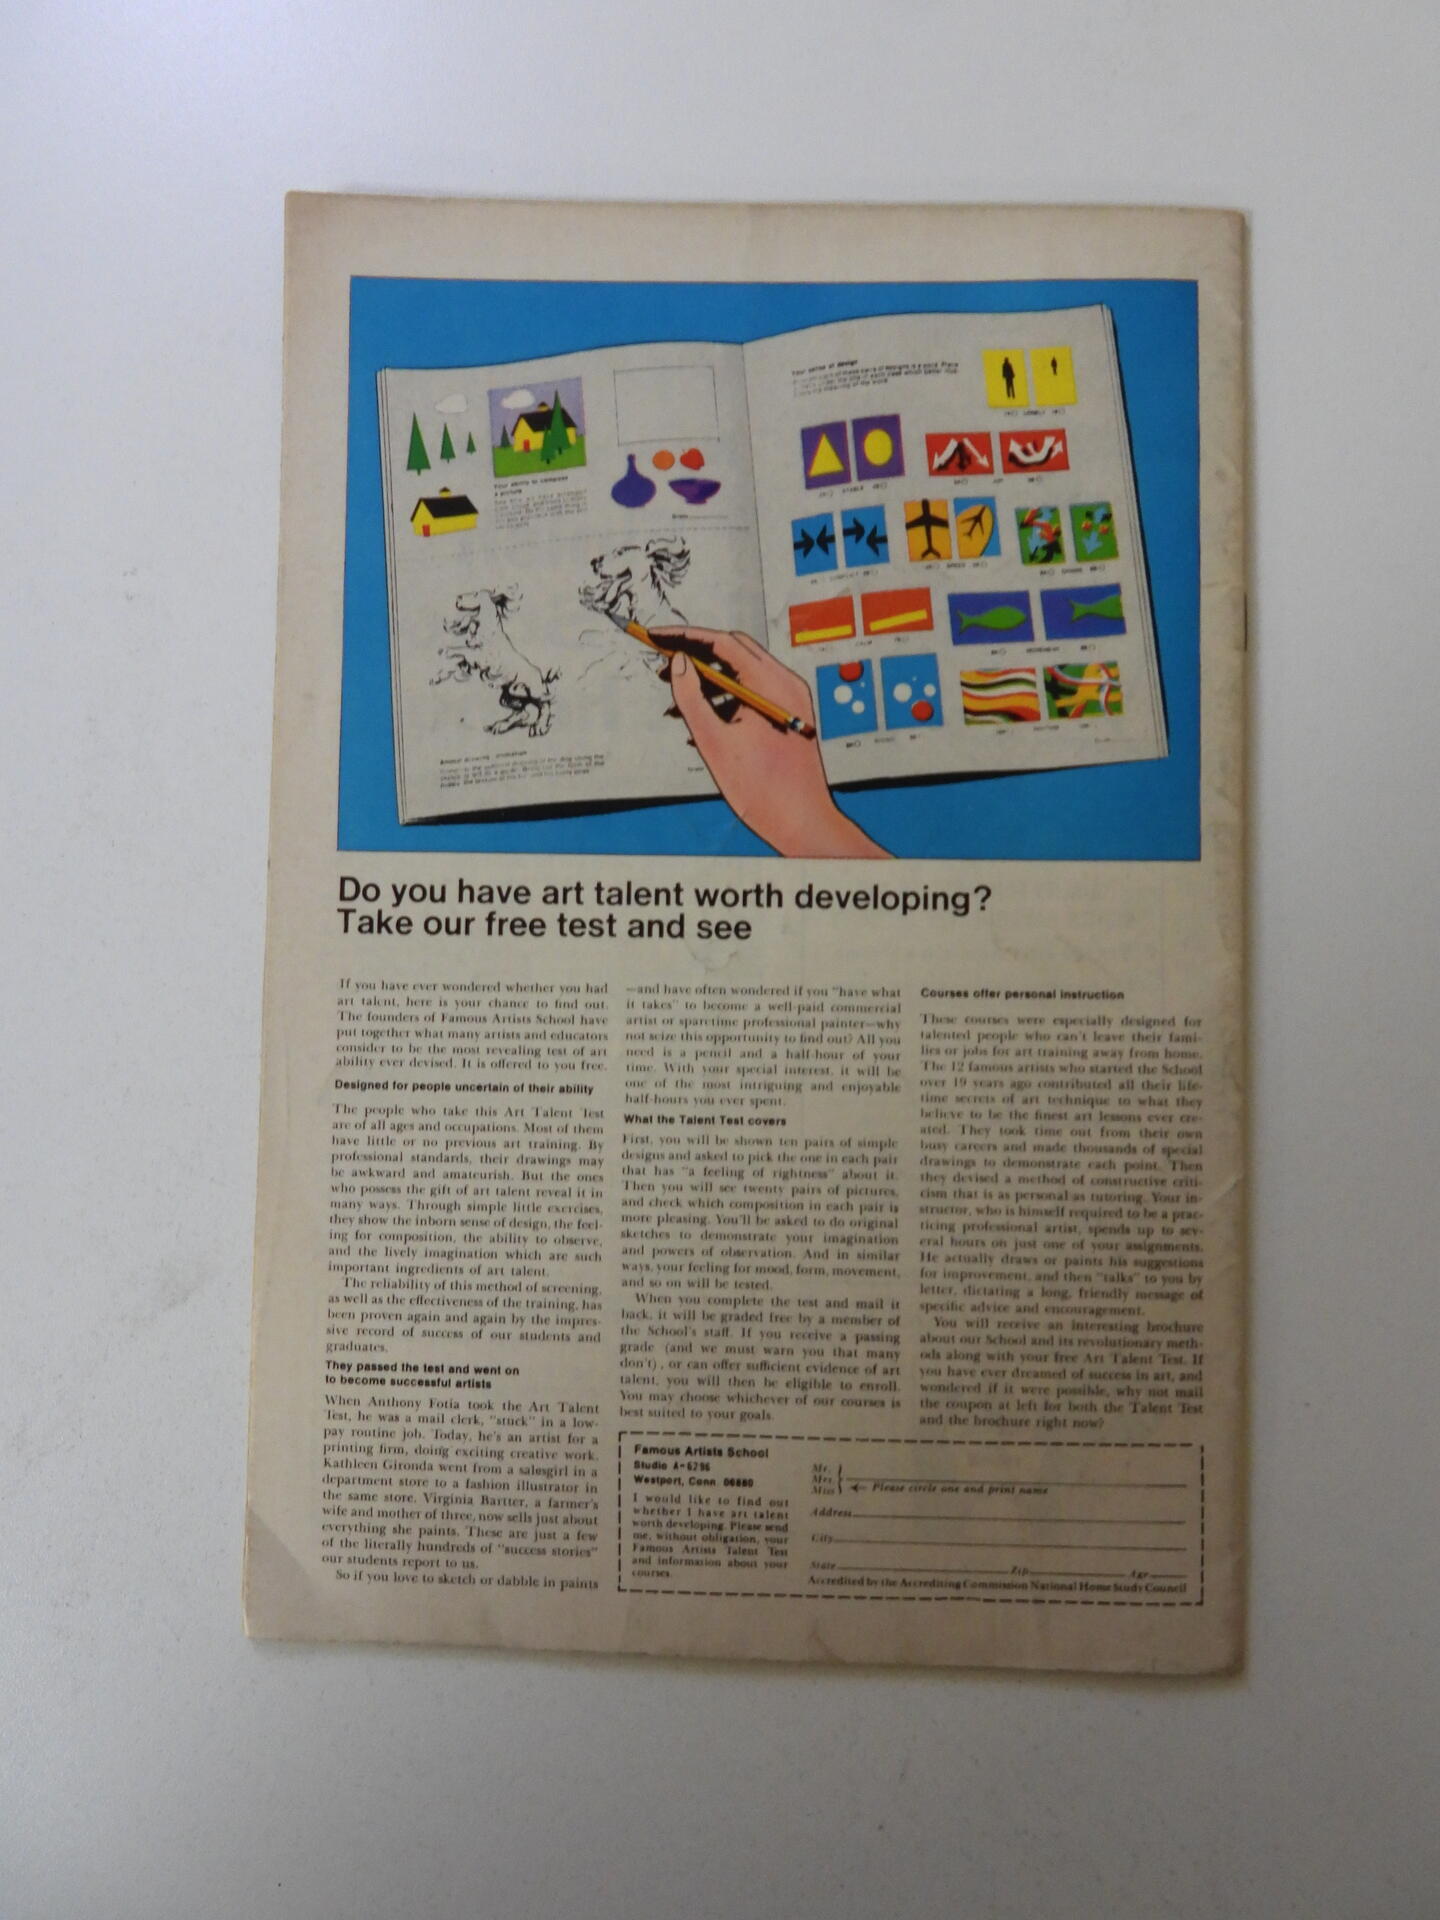 Your ability to compose
a picture
Your sense of design
LONELY
STABLE
JOY
CONFLICT
SPEED
Animal drawing
Do you have art talent worth developing?
Take our free test and see
If you have ever wondered whether you had
art talent, here is your chance to find out.
The founders of Famous Artists School have
put together what many artists and educators
consider to be the most revealing test of art
ability ever devised. It is offered to you free.
Designed for people uncertain of their ability
The people who take this Art Talent Test
are of all ages and occupations. Most of them
have little or no previous art training. By
professional standards, their drawings may
be awkward and amateurish. But the ones
who possess the gift of art talent reveal it in
many ways. Through simple little exercises,
they show the inborn sense of design, the feel-
ing for composition, the ability to observe,
and the lively imagination which are such
important ingredients of art talent.
The reliability of this method of screening,
as well as the effectiveness of the training, has
been proven again and again by the impres-
sive record of success of our students and
graduates.
They passed the test and went on
to become successful artists
When Anthony Fotia took the Art Talent
Test, he was a mail clerk, "stuck" in a low-
pay routine job. Today, he's an artist for a
printing firm, doing exciting creative work.
Kathleen Gironda went from a salesgirl in a
department store to a fashion illustrator in
the same store. Virginia Bartter, a farmer's
wife and mother of three, now sells just about
everything she paints. These are just a few
of the literally hundreds of "success stories"
our students report to us.
So if you love to sketch or dabble in paints
—and have often wondered if you "have what
it takes" to become a well-paid commercial
artist or sparetime professional painter—why
not seize this opportunity to find out? All you
need is a pencil and a half-hour of your
time. With your special interest, it will be
one of the most intriguing and enjoyable
half-hours you ever spent.
What the Talent Test covers
First, you will be shown ten pairs of simple
designs and asked to pick the one in each pair
that has "a feeling of rightness" about it.
Then you will see twenty pairs of pictures,
and check which composition in each pair is
more pleasing. You'll be asked to do original
sketches to demonstrate your imagination
and powers of observation. And in similar
ways, your feeling for mood, form, movement,
and so on will be tested.
When you complete the test and mail it
back, it will be graded free by a member of
the School's staff. If you receive a passing
grade (and we must warn you that many
don't), or can offer sufficient evidence of art
talent, you will then be eligible to enroll.
You may choose whichever of our courses is
best suited to your goals.
Courses offer personal instruction
These courses were especially designed for
talented people who can't leave their fami-
lies or jobs for art training away from home.
The 12 famous artists who started the School
over 19 years ago contributed all their life-
time secrets of art technique to what they
believe to be the finest art lessons ever cre-
ated. They took time out from their own
busy careers and made thousands of special
drawings to demonstrate each point. Then
they devised a method of constructive criti-
cism that is as personal as tutoring. Your in-
structor, who is himself required to be a prac-
ticing professional artist, spends up to sev-
eral hours on just one of your assignments.
He actually draws or paints his suggestions
for improvement, and then "talks" to you by
letter, dictating a long, friendly message of
specific advice and encouragement.
You will receive an interesting brochure
about our School and its revolutionary meth-
ods along with your free Art Talent Test. If
you have ever dreamed of success in art, and
wondered if it were possible, why not mail
the coupon at left for both the Talent Test
and the brochure right now?
Famous Artists School
Studio A-6296
Westport, Conn. 06880
I would like to find out
whether I have art talent
worth developing. Please send
me, without obligation, your
Famous Artists Talent Test
and information about your
courses.
Mr.
Mrs.
Miss
Please circle one and print name
Address
City
State Zip Age
Accredited by the Accrediting Commission National Home Study Council